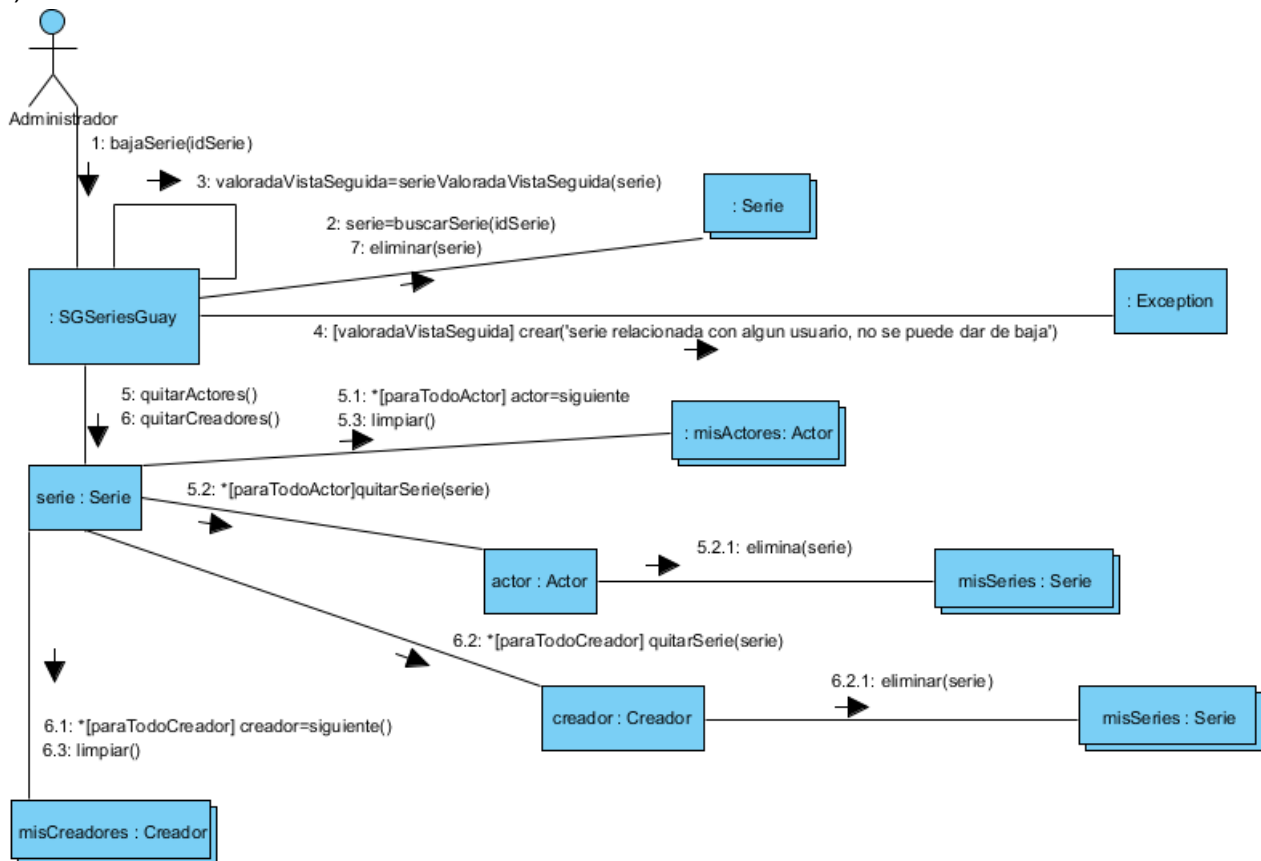 Administrador
1: bajaSerie(idSerie)
3: valoradaVistaSeguida=serieValoradaVistaSeguida(serie)
: Serie
2: serie=buscarSerie(idSerie)
7: eliminar(serie)
: SGSeriesGuay
: Exception
4: [valoradaVistaSeguida] crear('serie relacionada con algun usuario, no se puede dar de baja')
5: quitarActores()
6: quitarCreadores()
5.1: *[paraTodoActor] actor=siguiente
5.3: limpiar()
: misActores: Actor
serie : Serie
5.2: *[paraTodoActor]quitarSerie(serie)
5.2.1: elimina(serie)
actor : Actor
misSeries : Serie
6.2: *[paraTodoCreador] quitarSerie(serie)
6.2.1: eliminar(serie)
creador : Creador
misSeries : Serie
6.1: *[paraTodoCreador] creador=siguiente()
6.3: limpiar()
misCreadores : Creador